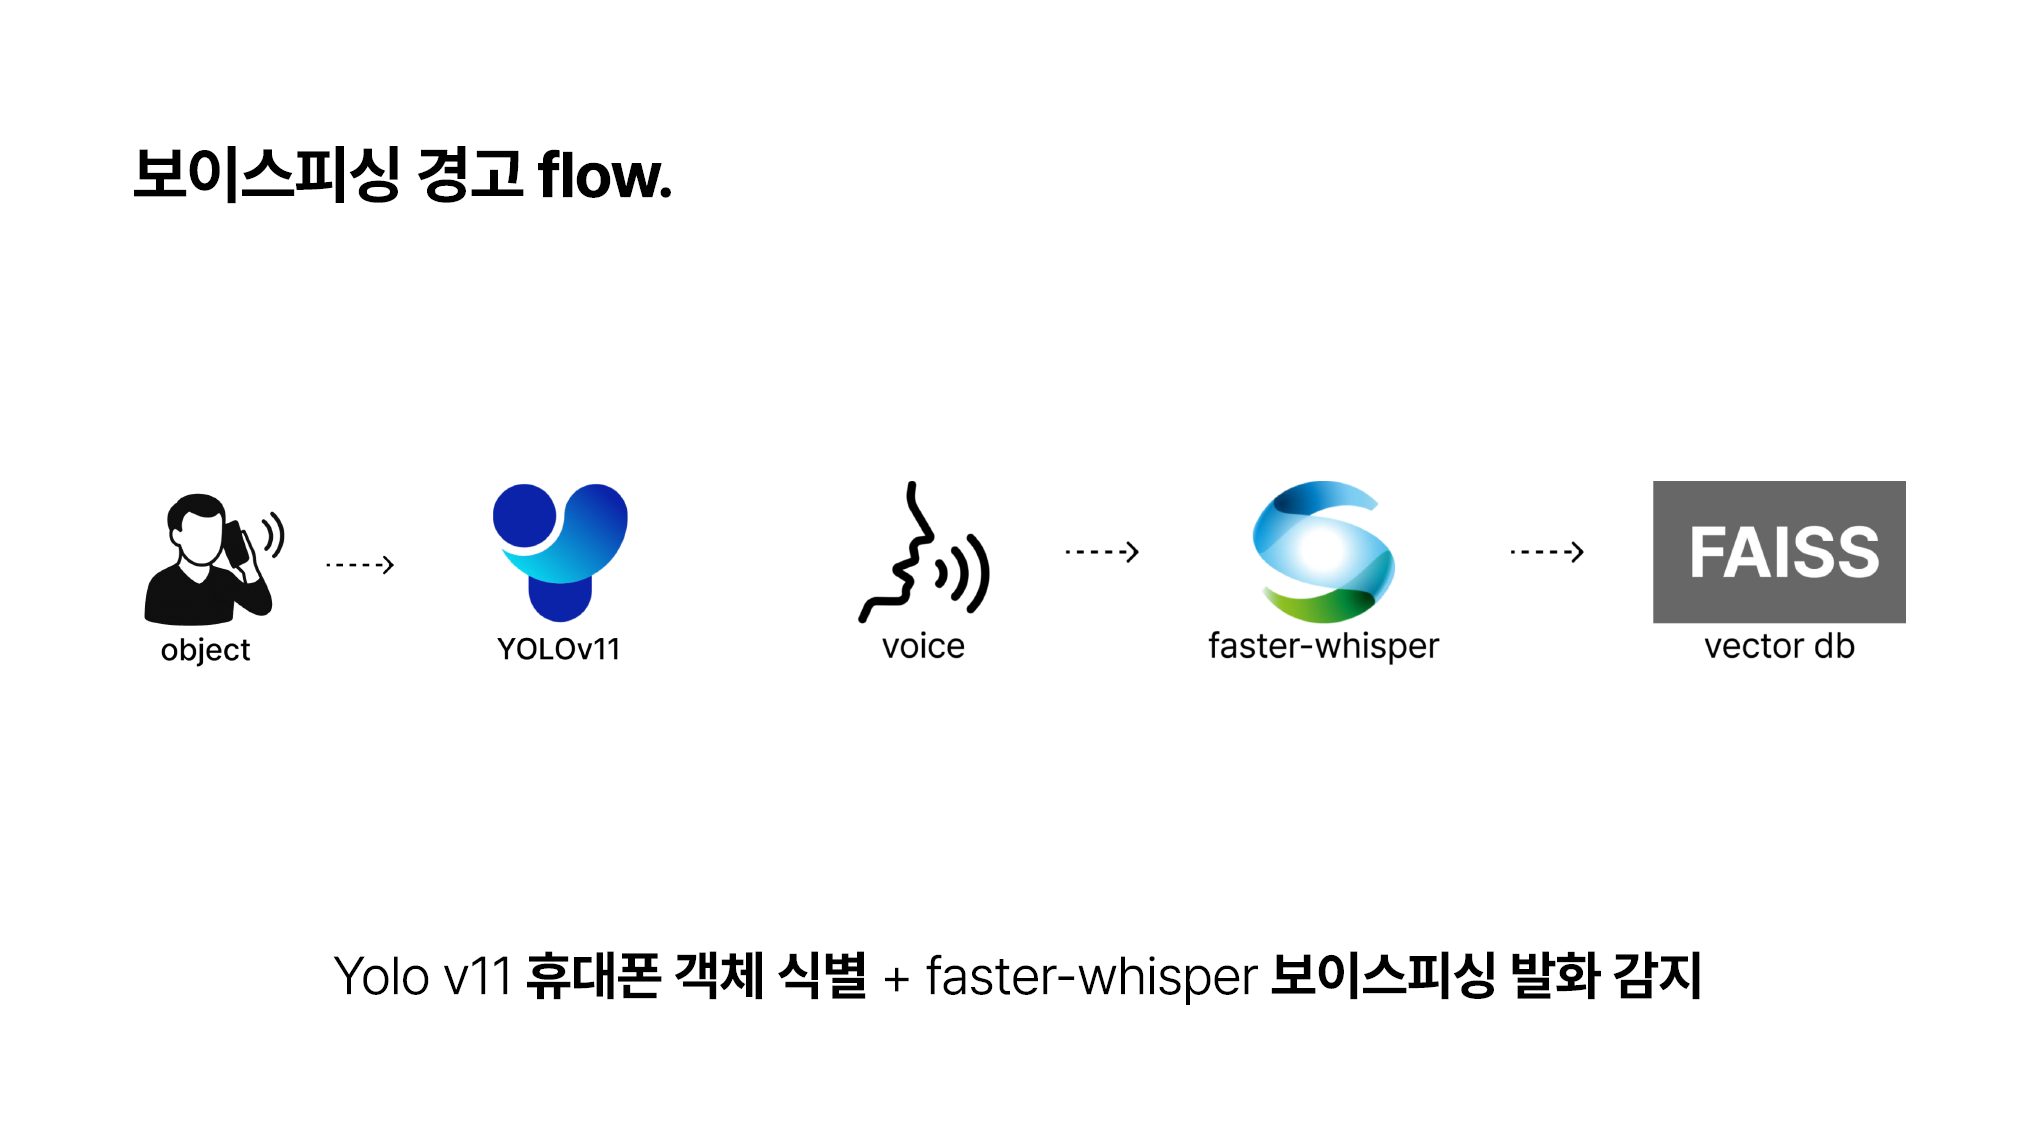 보이스피싱 경고 flow.
FAISS
object
YOLOv11
voice
faster-whisper
vector db
Yolo v11 휴대폰 객체 식별 + faster-whisper 보이스피싱 발화 감지